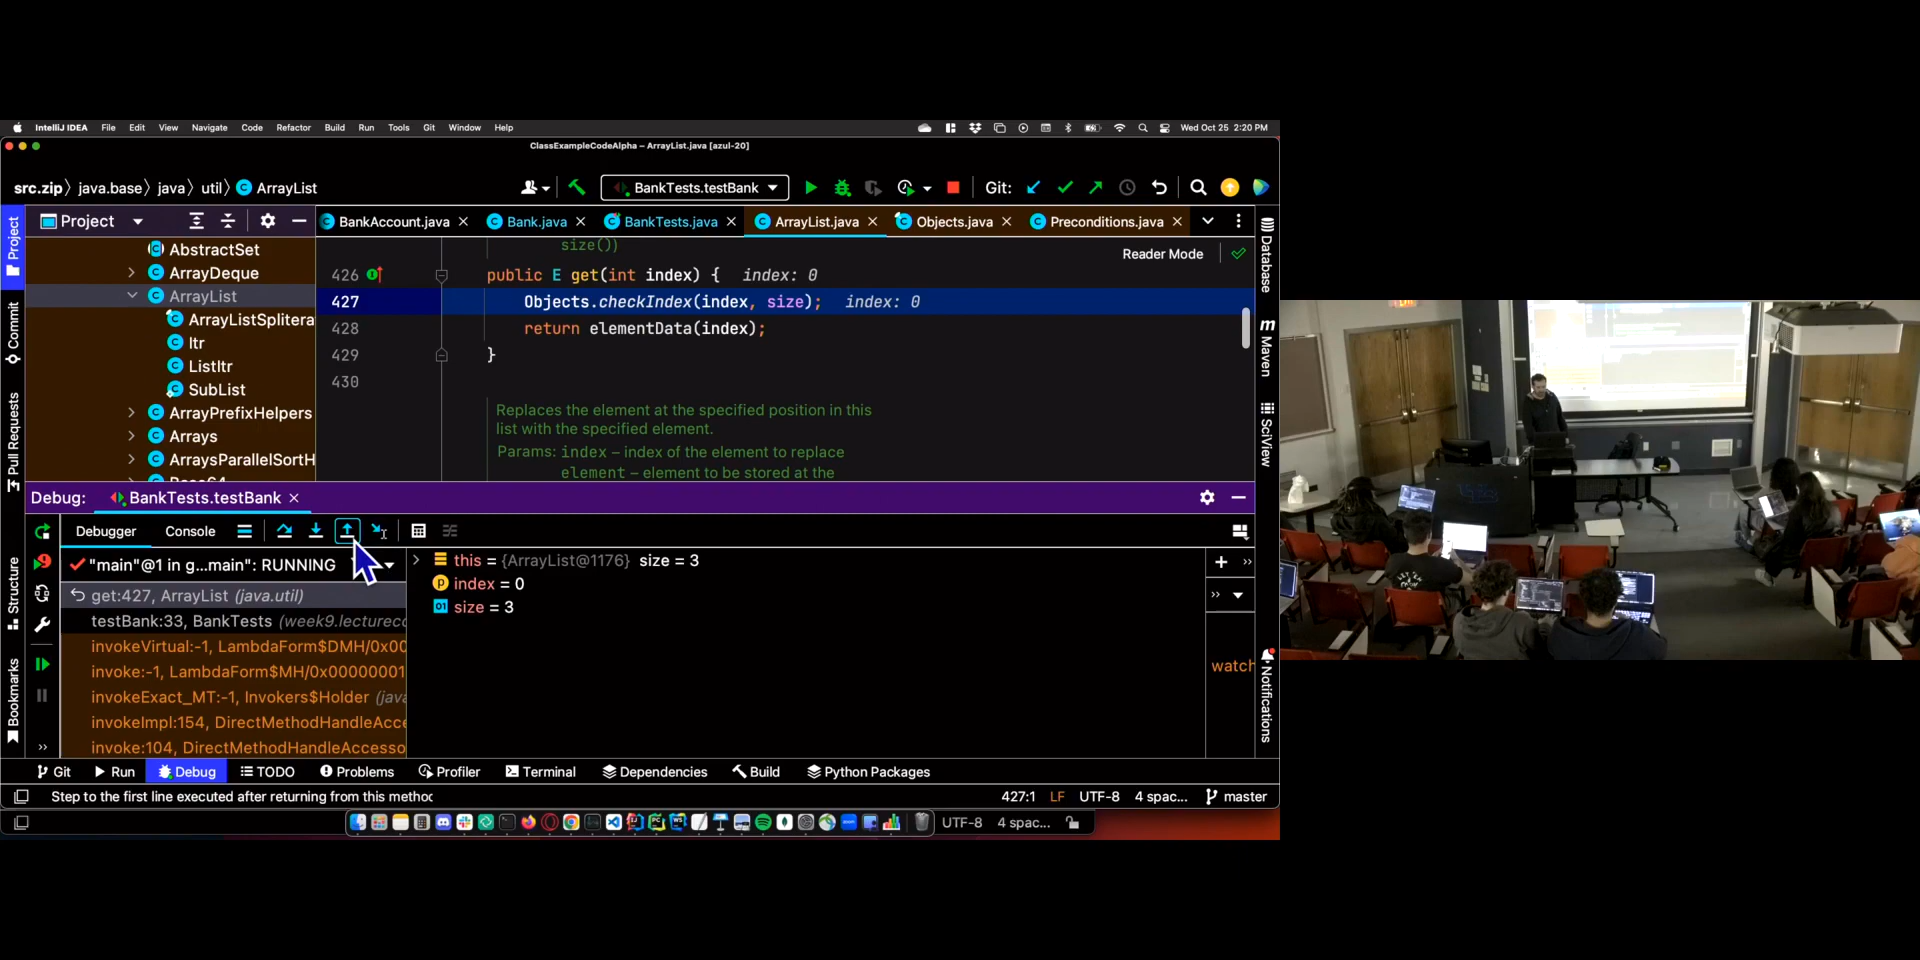 IntelliJ IDEA File Edit View Navigate Code Refactor Build Run Tools Git Window Help Wed Oct 25 2:20 PM
ClassExampleCodeAlpha – ArrayList.java [azul-20]
src.zip java.base java util ArrayList BankTests.testBank Git:
Project BankAccount.java Bank.java BankTests.java ArrayList.java Objects.java Preconditions.java
AbstractSet
ArrayDeque
ArrayList
ArrayListSplitera
Itr
ListItr
SubList
ArrayPrefixHelpers
Arrays
ArraysParallelSortH
size())
Reader Mode
426 public E get(int index) { index: 0
427 Objects.checkIndex(index, size); index: 0
428 return elementData(index);
429 }
430
Replaces the element at the specified position in this
list with the specified element.
Params: index – index of the element to replace
element – element to be stored at the
Project
Commit
Pull Requests
Structure
Bookmarks
Database
Maven
SciView
Notifications
Debug: BankTests.testBank
Debugger Console
"main"@1 in g...main": RUNNING
get:427, ArrayList (java.util)
testBank:33, BankTests (week9.lectureco
invokeVirtual:-1, LambdaForm$DMH/0x00
invoke:-1, LambdaForm$MH/0x00000001
invokeExact_MT:-1, Invokers$Holder (java
invokeImpl:154, DirectMethodHandleAcce
invoke:104, DirectMethodHandleAccesso
this = {ArrayList@1176} size = 3
index = 0
size = 3
watch
Git Run Debug TODO Problems Profiler Terminal Dependencies Build Python Packages
Step to the first line executed after returning from this method 427:1 LF UTF-8 4 spac... master
UTF-8 4 spac...